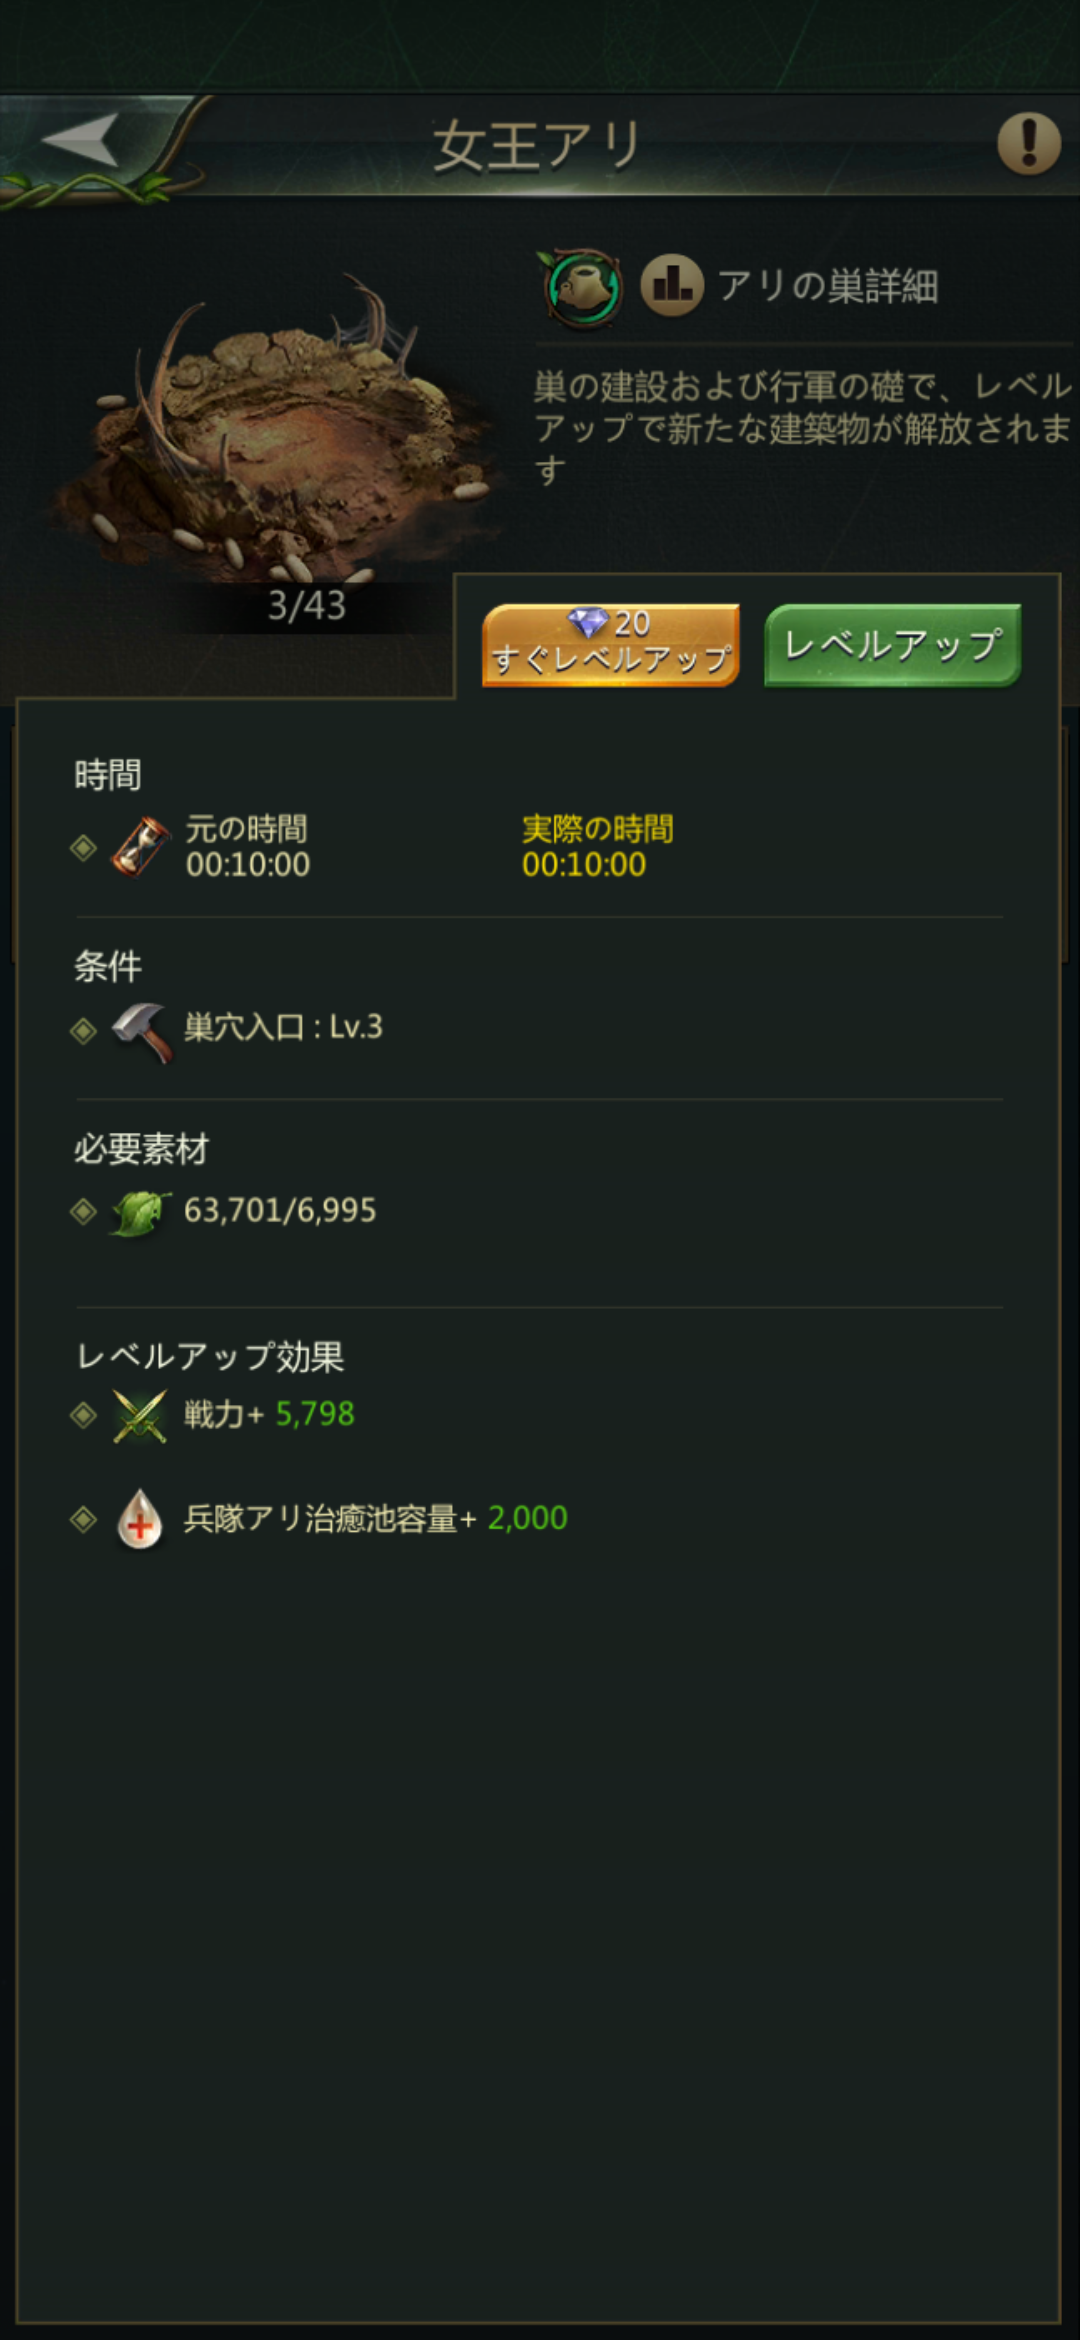 女王アリ
アリの巣詳細
巣の建設および行軍の礎で、レベル
アップで新たな建築物が解放されま
す
3/43
20
すぐレベルアップ
レベルアップ
時間
元の時間
00:10:00
実際の時間
00:10:00
条件
巣穴入口 : Lv.3
必要素材
63,701/6,995
レベルアップ効果
戦力+ 5,798
兵隊アリ治癒池容量+ 2,000